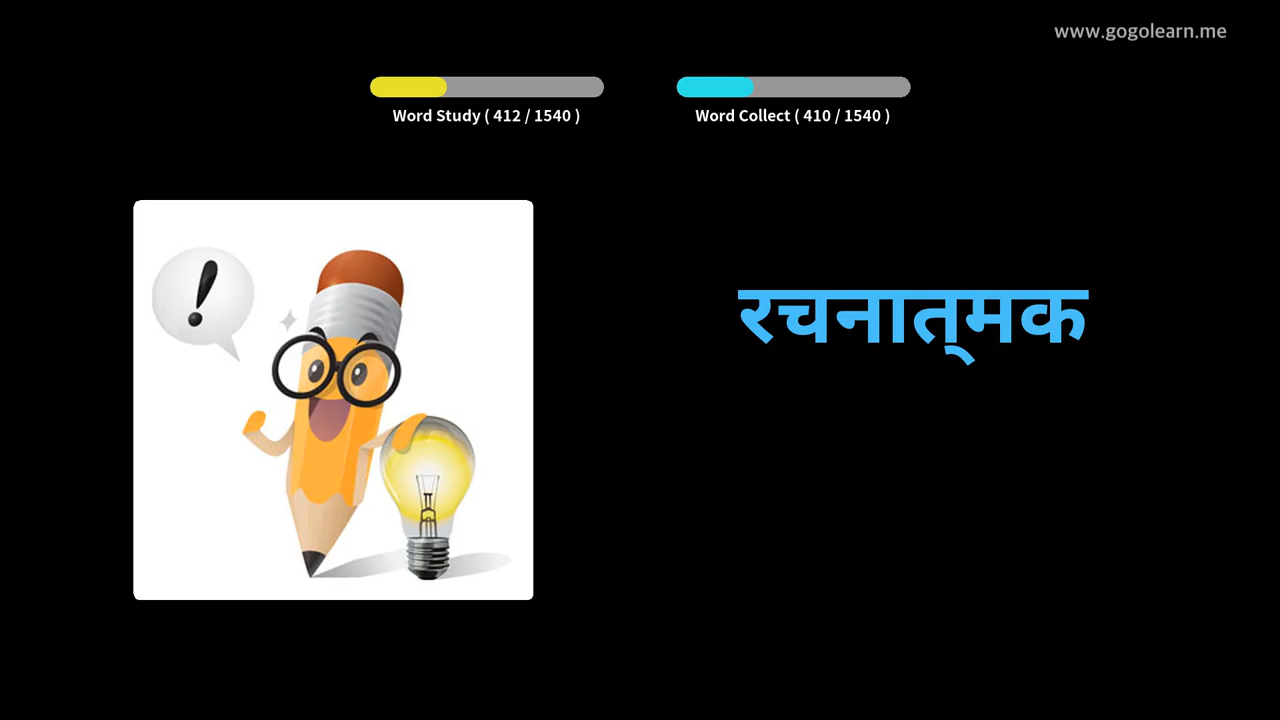 www.gogolearn.me
Word Study ( 412 / 1540 )
Word Collect ( 410 / 1540 )
!
रचनात्‍मक